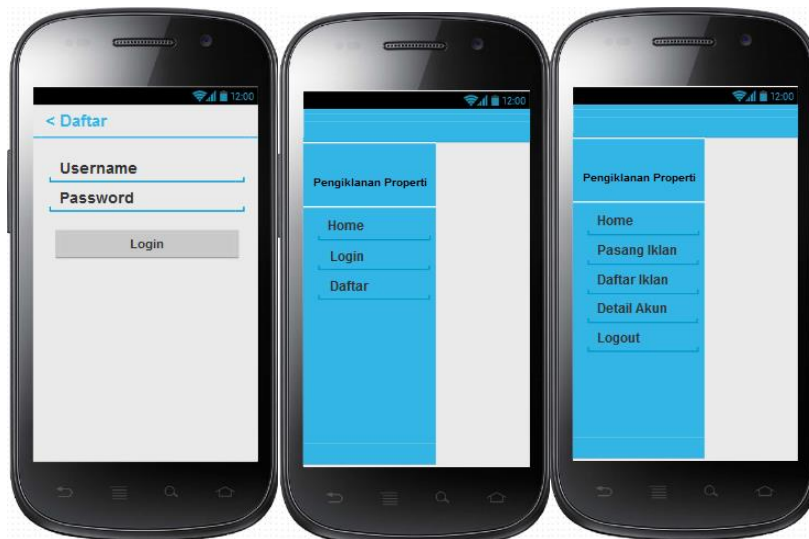 12:00
< Daftar
Username
Password
Login
12:00
Pengiklanan Properti
Home
Login
Daftar
12:00
Pengiklanan Properti
Home
Pasang Iklan
Daftar Iklan
Detail Akun
Logout